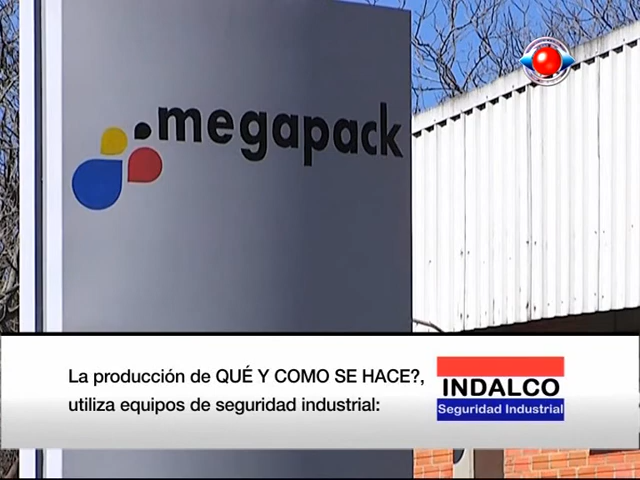 megapack
La producción de QUÉ Y COMO SE HACE?,
utiliza equipos de seguridad industrial:
INDALCO
Seguridad Industrial